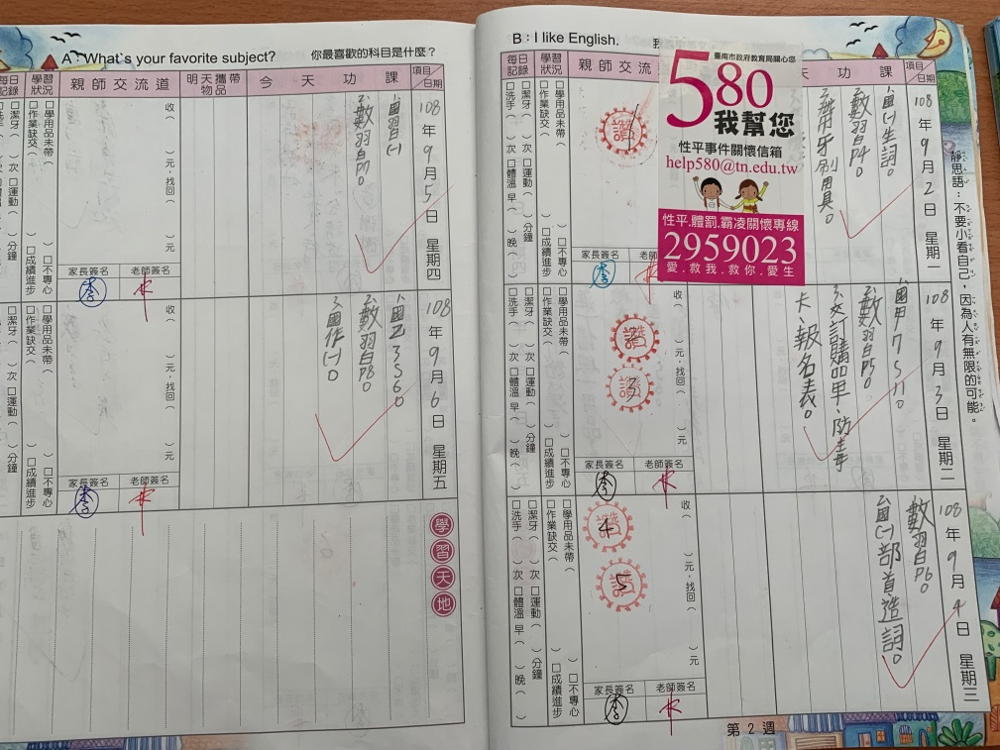 A：What's your favorite subject?
你最喜歡的科目是什麼？
B：I like English.
我
項目/日期
課
功
天
108年9月2日 星期一
1.國(一)生詞。
2.數習白P4。
3.帶牙刷用具。
親師交流
學習狀況
每日記錄
臺南市政府教育局關心您
580
我幫您
性平事件關懷信箱
help580@tn.edu.tw
性平.體罰.霸凌關懷專線
2959023
愛.救我.救你.愛生
讚
1
家長簽名
老師簽名
李
□學用品未帶
□作業缺交（
）□不專心
□成績進步
□潔牙（ ）次 □運動（ ）分鐘
□洗手（ ）次 □體溫 早（ ）晚（ ）
108年9月3日 星期二
1.國甲7、S11。
2.數習白P5。
3.交訂購單、防走卡、報名表。
收（ ）元，找回（ ）元
讚
2
讚
3
家長簽名
老師簽名
李
□學用品未帶
□作業缺交（
）□不專心
□成績進步
□潔牙（ ）次 □運動（ ）分鐘
□洗手（ ）次 □體溫 早（ ）晚（ ）
108年9月4日 星期三
1.數習白P6。
2.國(一)部首造詞。
收（ ）元，找回（ ）元
讚
4
讚
5
家長簽名
老師簽名
李
□學用品未帶
□作業缺交（
）□不專心
□成績進步
□潔牙（ ）次 □運動（ ）分鐘
□洗手（ ）次 □體溫 早（ ）晚（ ）
靜思語：不要小看自己，因為人有無限的可能。
第2週
項目/日期
今天功課
明天攜帶物品
親師交流道
學習狀況
每日記錄
108年9月5日 星期四
1.國習白(一)
2.數習白P7。
收（ ）元，找回（ ）元
家長簽名
老師簽名
李
□學用品未帶
□作業缺交（
）□不專心
□成績進步
□潔牙（ ）次 □運動（ ）分鐘
□洗手（ ）次 □體溫 早（ ）晚（ ）
108年9月6日 星期五
1.國乙3、S6。
2.數習白P8。
3.國作(一)。
收（ ）元，找回（ ）元
家長簽名
老師簽名
李
□學用品未帶
□作業缺交（
）□不專心
□成績進步
□潔牙（ ）次 □運動（ ）分鐘
□洗手（ ）次 □體溫 早（ ）晚（ ）
學習天地